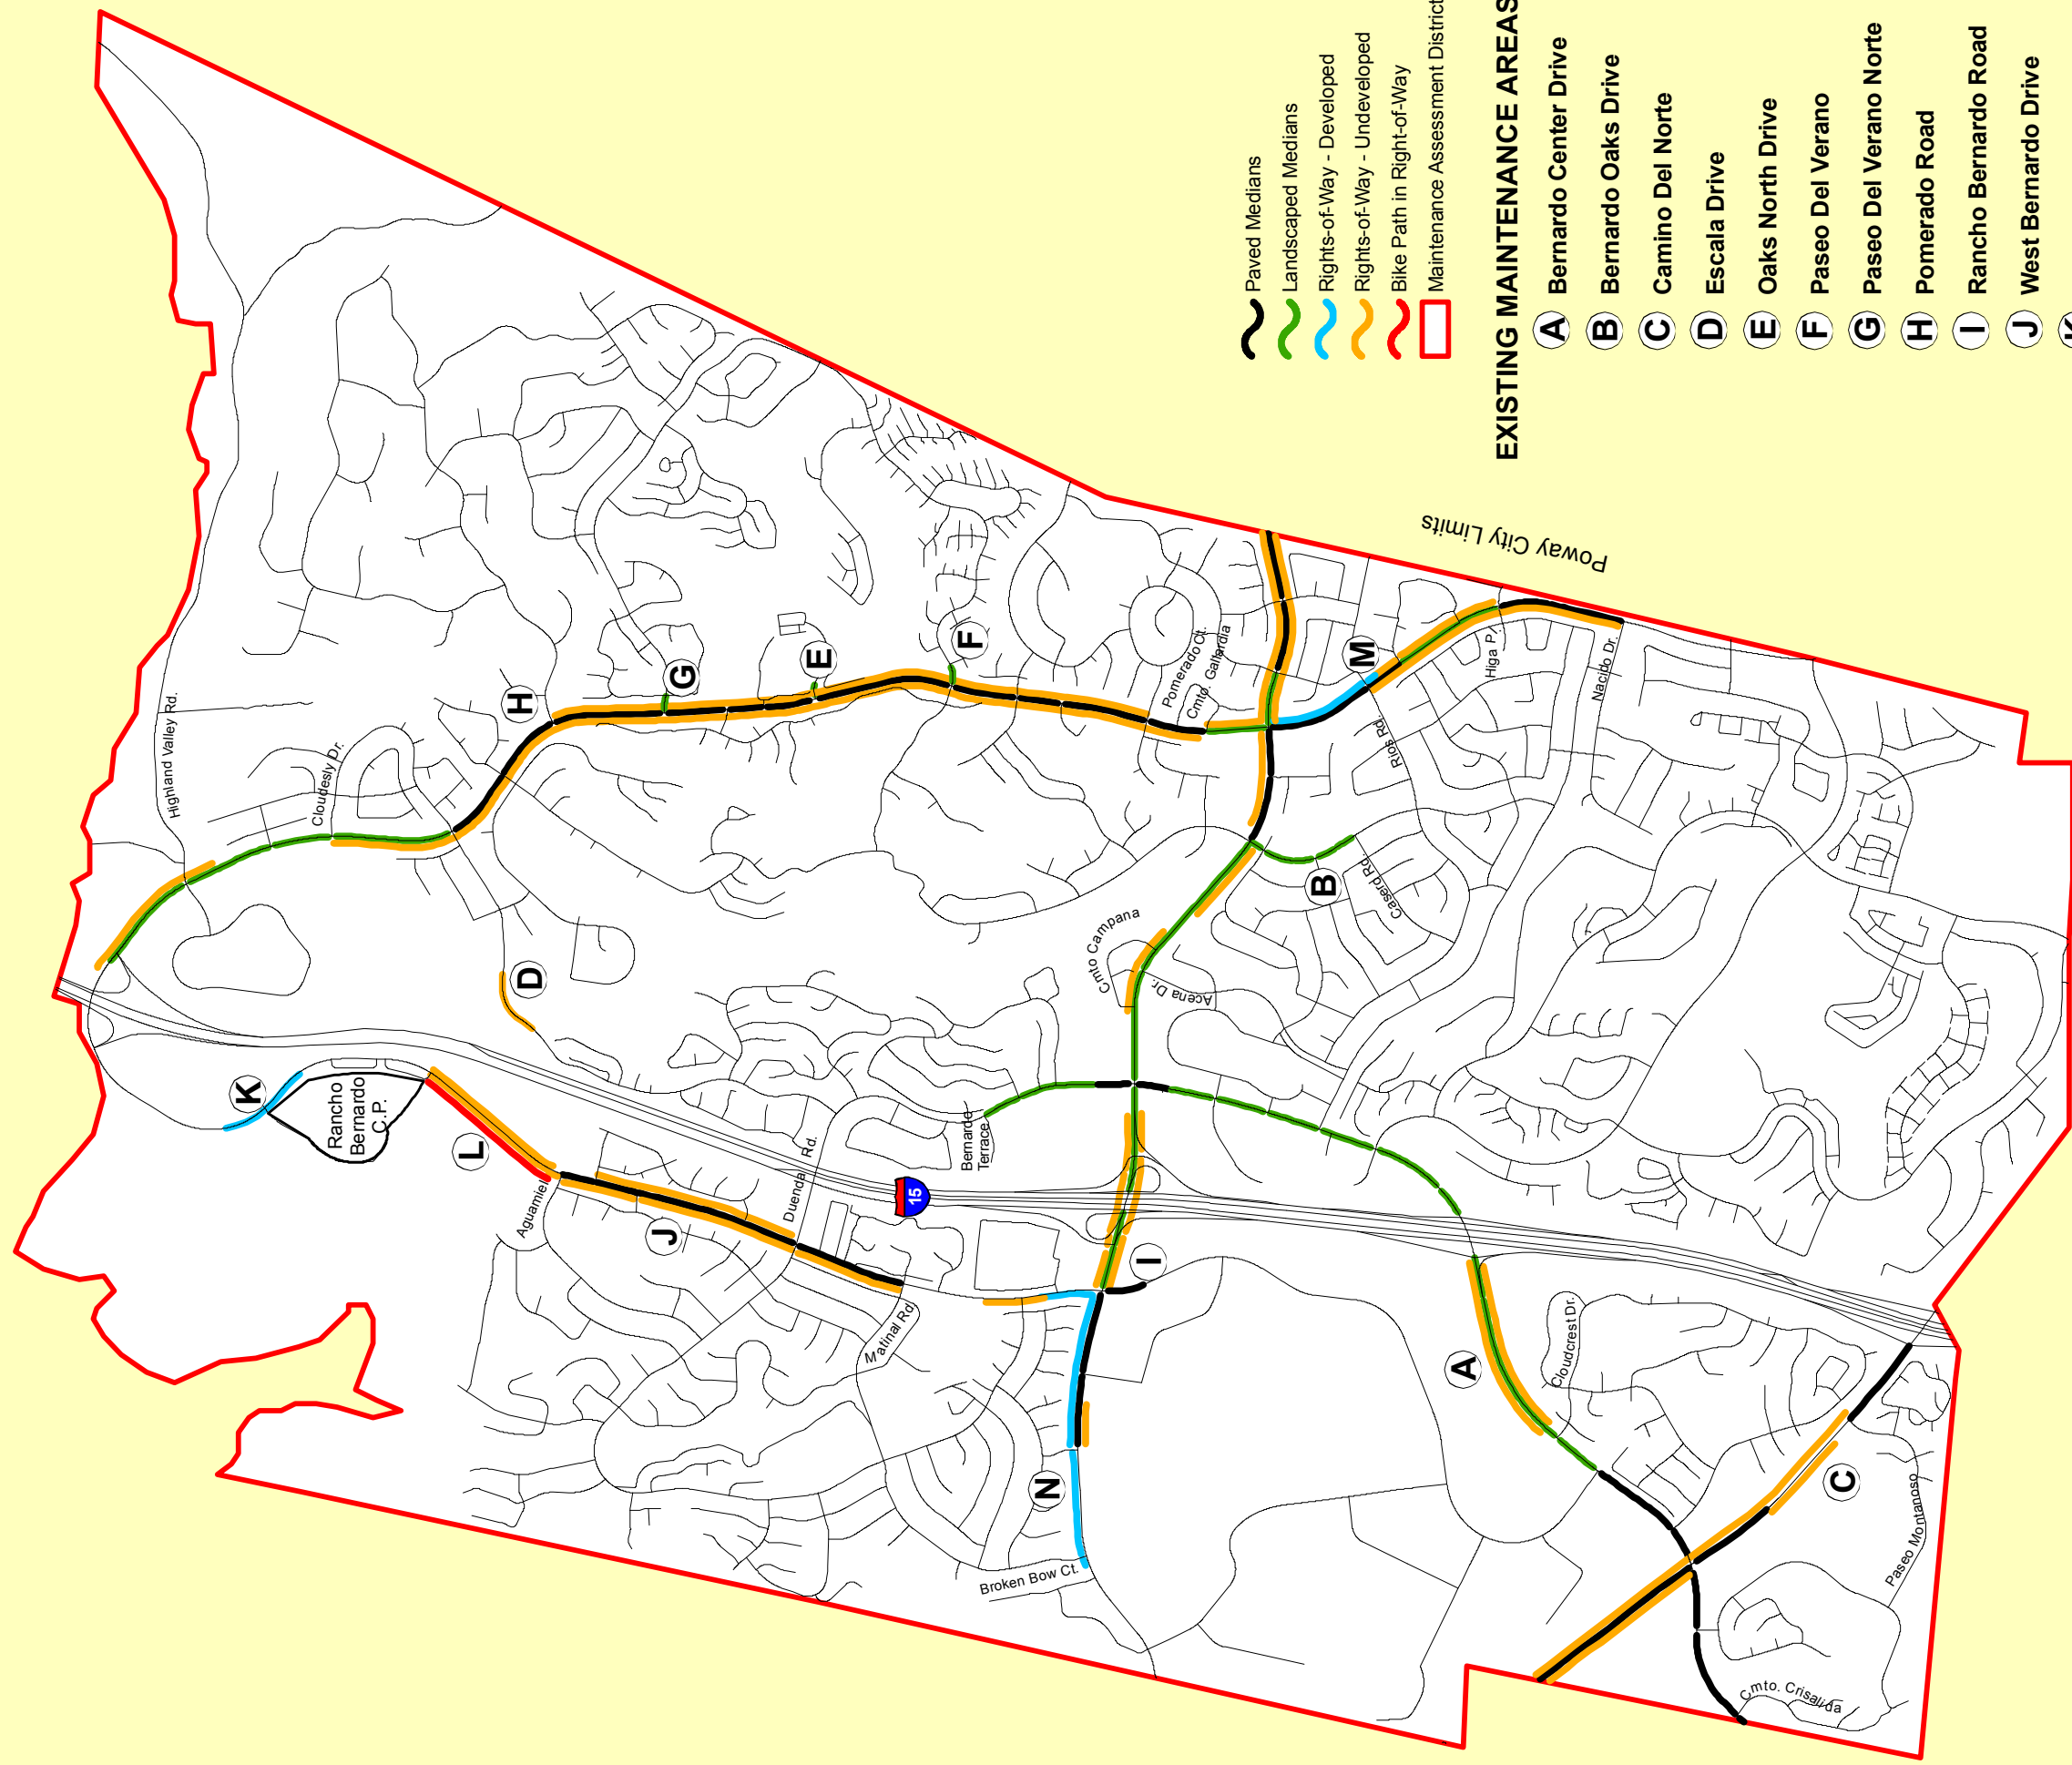 Paved Medians
Landscaped Medians
Rights-of-Way - Developed
Rights-of-Way - Undeveloped
Bike Path in Right-of-Way
Maintenance Assessment District
EXISTING MAINTENANCE AREAS
A Bernardo Center Drive
B Bernardo Oaks Drive
C Camino Del Norte
D Escala Drive
E Oaks North Drive
F Paseo Del Verano
G Paseo Del Verano Norte
H Pomerado Road
I Rancho Bernardo Road
J West Bernardo Drive
K
Highland Valley Rd.
Cloudesly Dr.
H
G
E
F
D
K
Rancho
Bernardo
C.P.
L
Aguamiel
J
Duenda Rd.
15
Matinal Rd
Bernardo
Terrace
Cmto Campana
Acena Dr.
Pomerado Ct.
Cmto. Gallardia
M
Higa Pl
Nacido Dr.
Rios Rd.
B
Caserd Rd
Poway City Limits
I
N
Broken Bow Ct.
A
Cloudcrest Dr.
C
Paseo Montanoso
Cmto. Crisalida